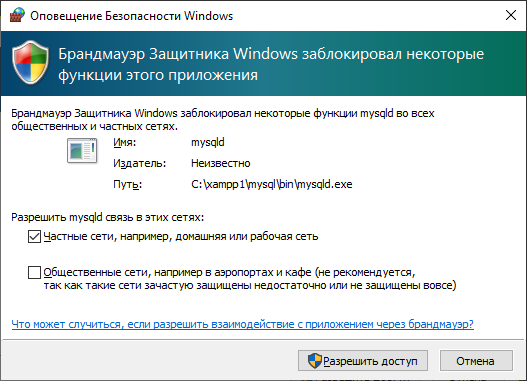 Оповещение Безопасности Windows
Брандмауэр Защитника Windows заблокировал некоторые
функции этого приложения
Брандмауэр Защитника Windows заблокировал некоторые функции mysqld во всех
общественных и частных сетях.
Имя: mysqld
Издатель: Неизвестно
Путь: C:\xampp1\mysql\bin\mysqld.exe
Разрешить mysqld связь в этих сетях:
Частные сети, например, домашняя или рабочая сеть
Общественные сети, например в аэропортах и кафе (не рекомендуется,
так как такие сети зачастую защищены недостаточно или не защищены вовсе)
Что может случиться, если разрешить взаимодействие с приложением через брандмауэр?
Разрешить доступ Отмена